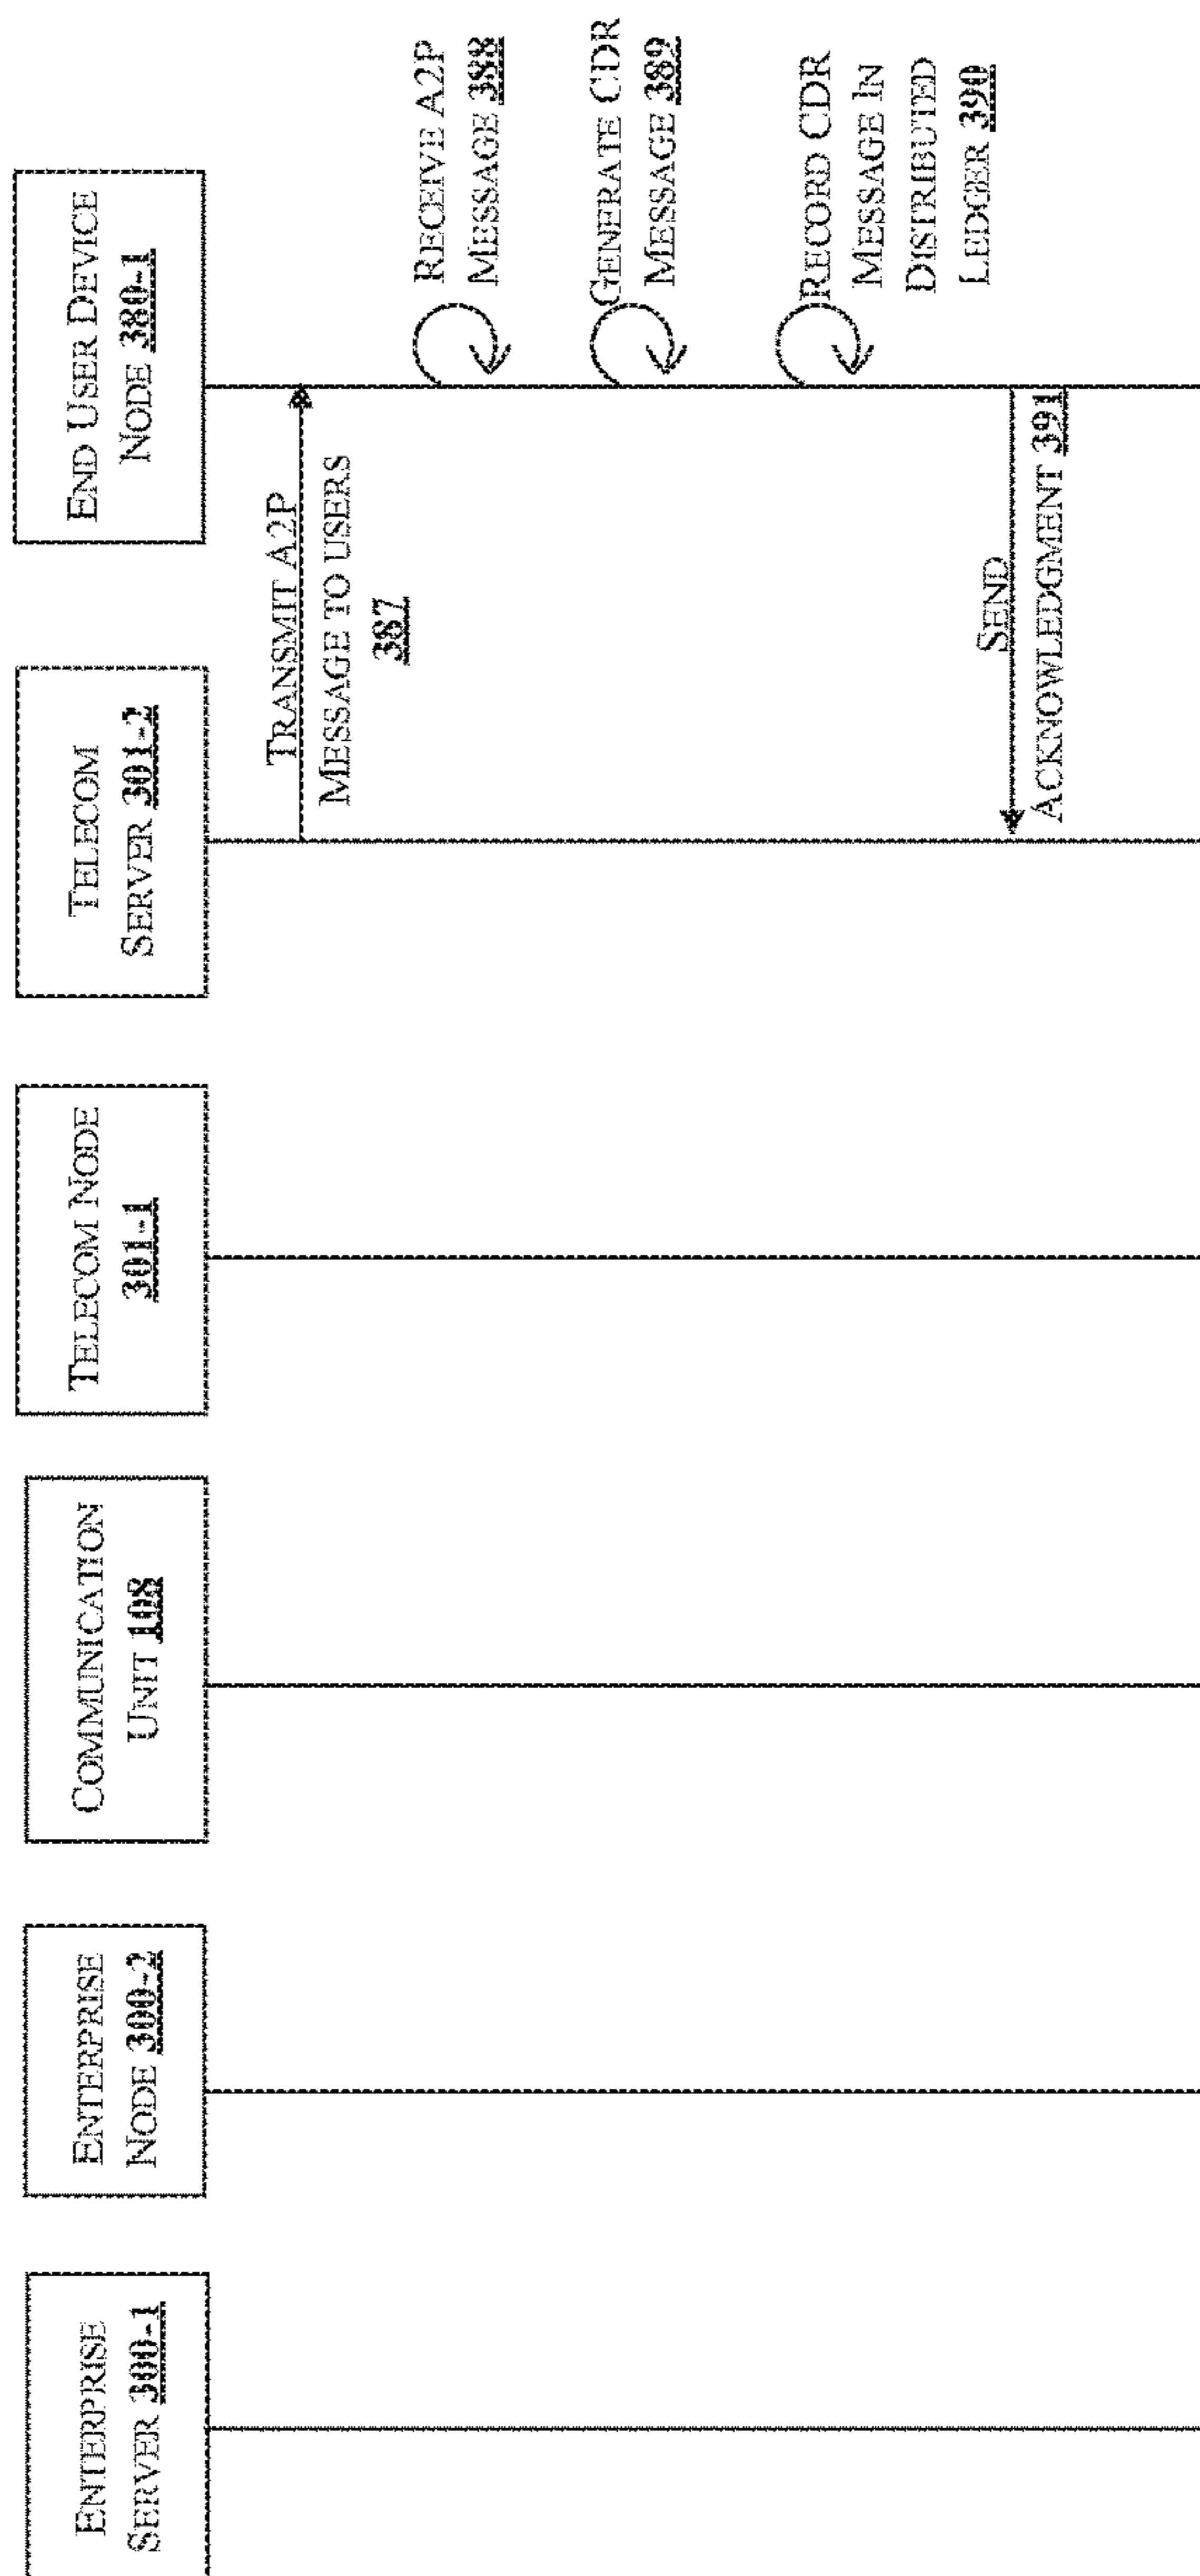 ENTERPRISE
SERVER 300-1
ENTERPRISE
NODE 300-2
COMMUNICATION
UNIT 108
TELECOM NODE
301-1
TELECOM
SERVER 301-2
END USER DEVICE
NODE 380-1
TRANSMIT A2P
MESSAGE TO USERS
387
RECEIVE A2P
MESSAGE 388
GENERATE CDR
MESSAGE 389
RECORD CDR
MESSAGE IN
DISTRIBUTED
LEDGER 390
SEND
ACKNOWLEDGMENT 391